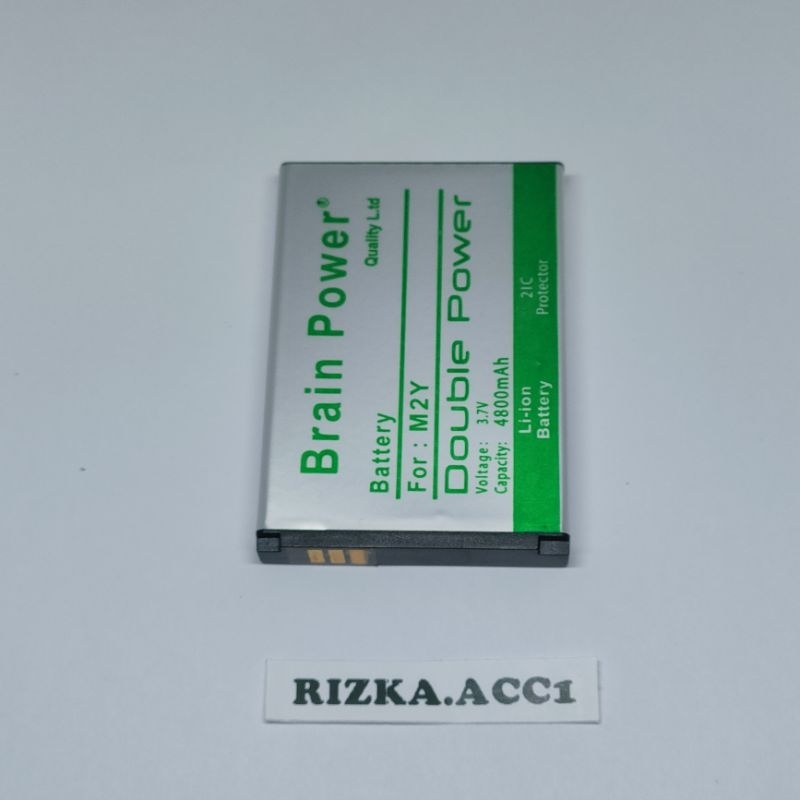 Brain Power®
Quality L.td
Battery
For : M2Y
Double Power
Voltage: 3.7V
Capacity: 4800mAh
Li-ion 2IC
Battery Protector
RIZKA.ACC1